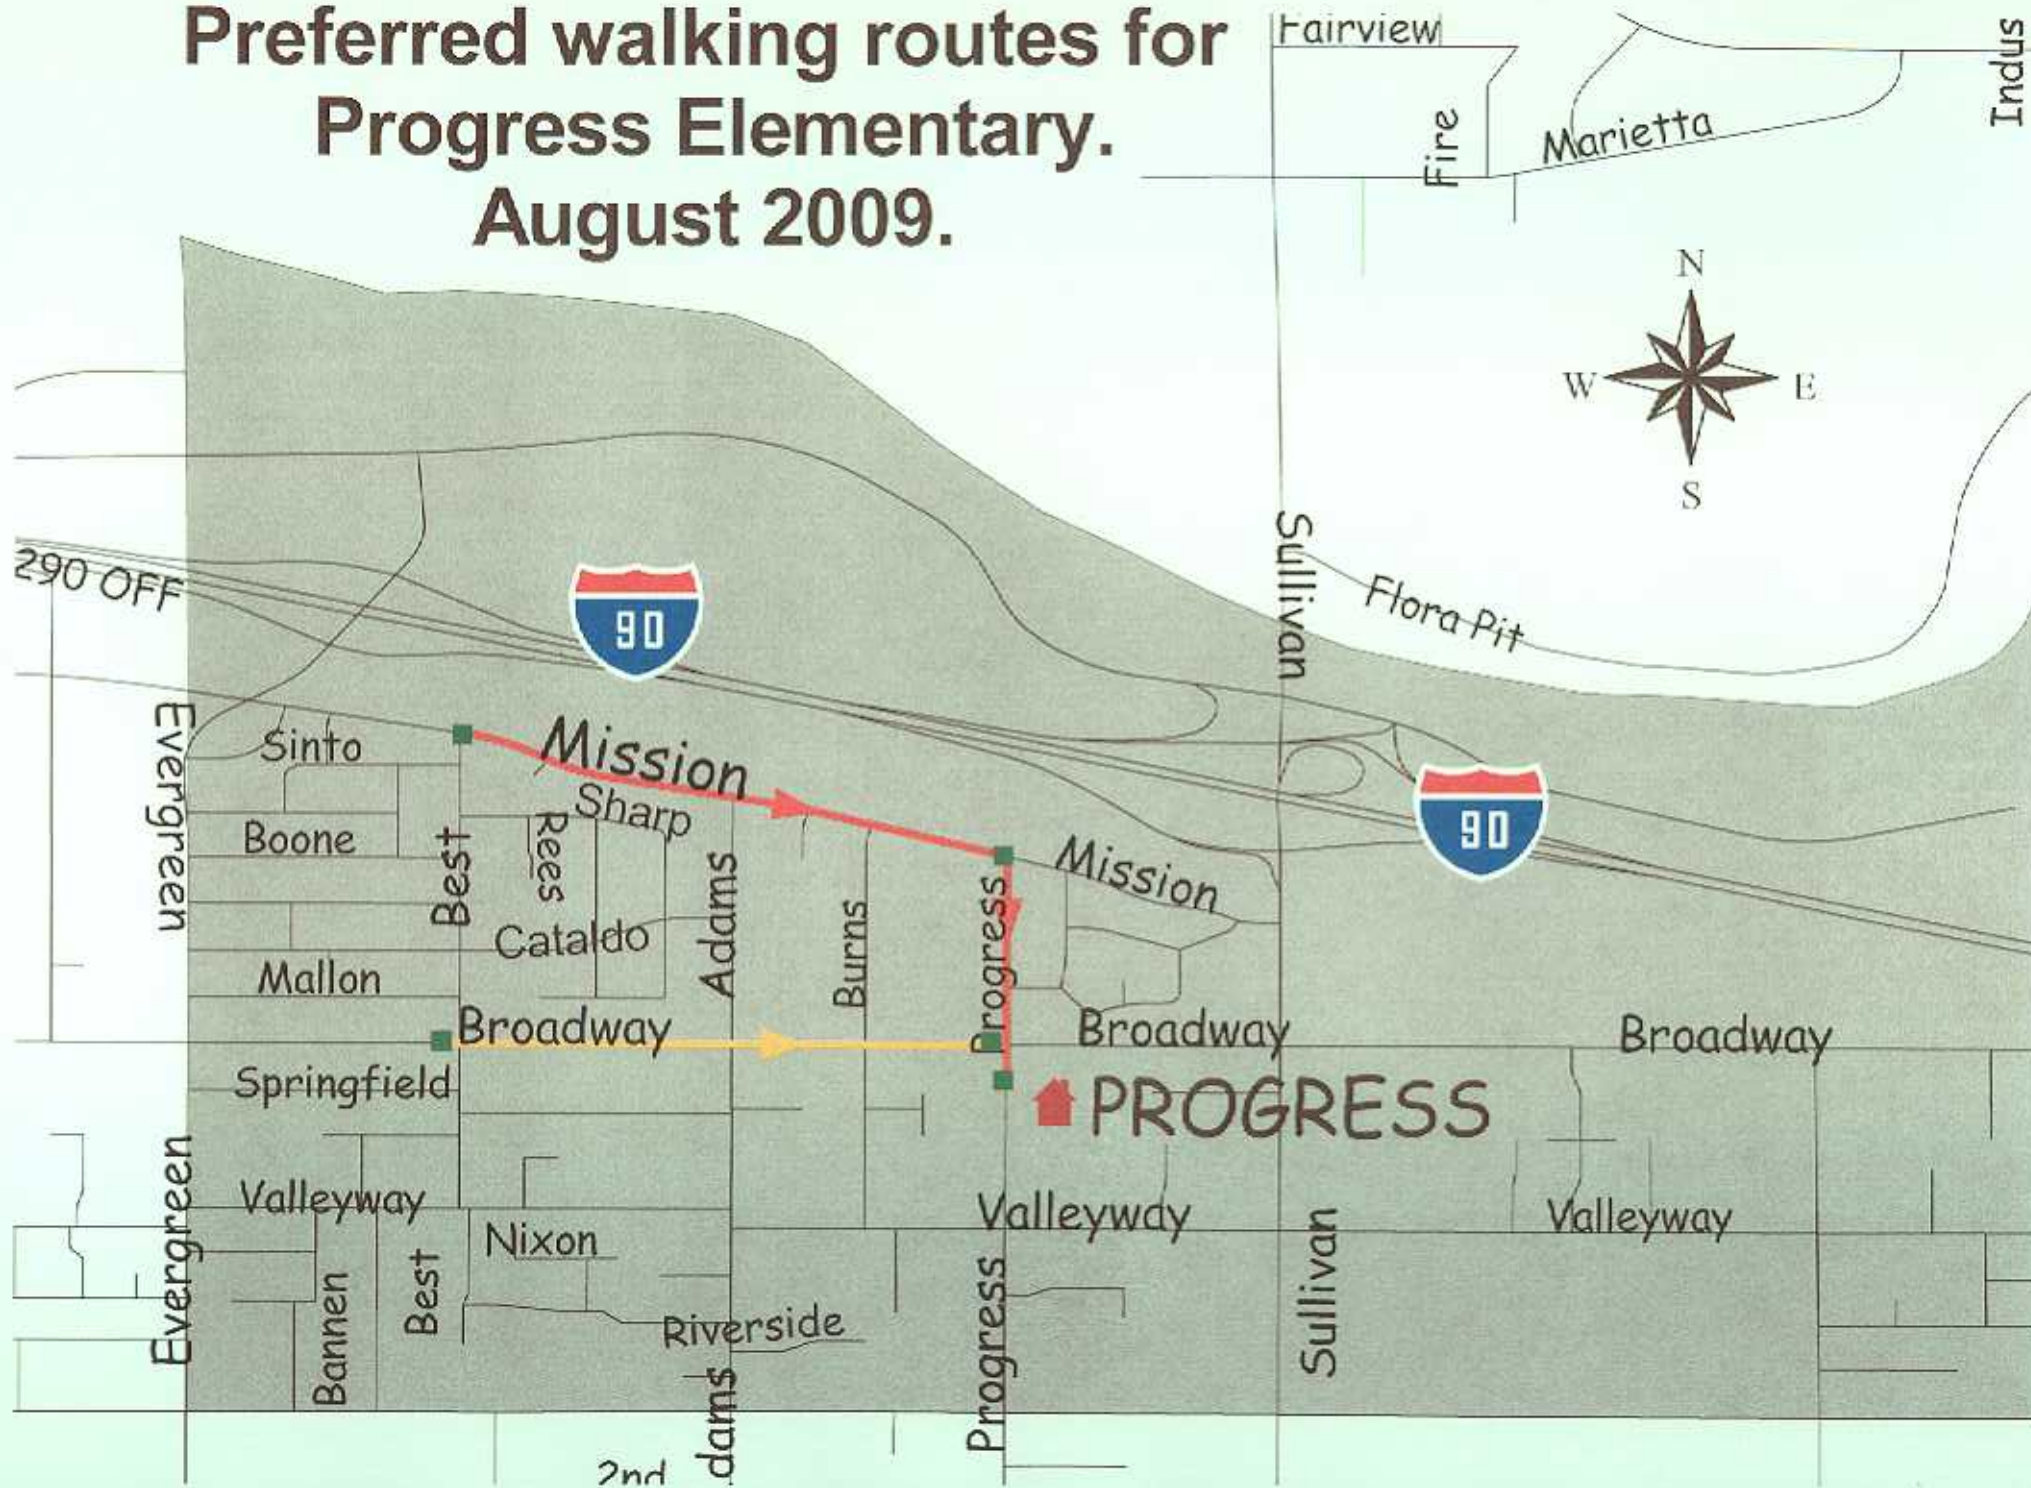 Preferred walking routes for
Progress Elementary.
August 2009.
Fairview
Indus
Fire
Marietta
N
W
E
S
Sullivan
Flora Pit
290 OFF
90
Evergreen
Sinto
Mission
Sharp
90
Boone
Best
Rees
Adams
Burns
Progress
Mission
Cataldo
Mallon
Broadway
Broadway
Broadway
Springfield
PROGRESS
Evergreen
Valleyway
Valleyway
Valleyway
Nixon
Best
Bannen
Riverside
Progress
Sullivan
dams
2nd